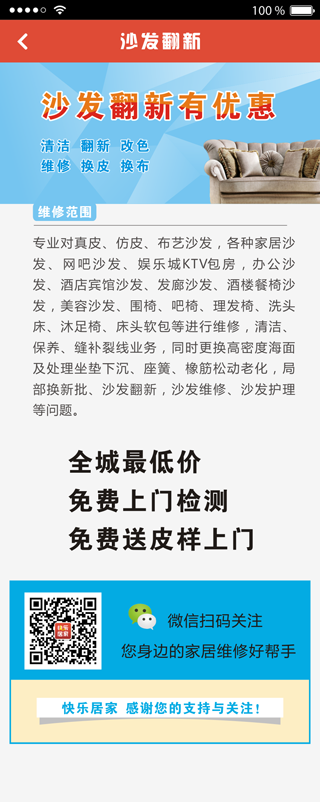 100 %
沙发翻新
沙发翻新有优惠
清洁 翻新 改色
维修 换皮 换布
维修范围
专业对真皮、仿皮、布艺沙发，各种家居沙
发、网吧沙发、娱乐城KTV包房，办公沙
发、酒店宾馆沙发、发廊沙发、酒楼餐椅沙
发，美容沙发、围椅、吧椅、理发椅、洗头
床、沐足椅、床头软包等进行维修，清洁、
保养、缝补裂线业务，同时更换高密度海面
及处理坐垫下沉、座簧、橡筋松动老化，局
部换新批、沙发翻新，沙发维修、沙发护理
等问题。
全城最低价
免费上门检测
免费送皮样上门
快乐
居家
微信扫码关注
您身边的家居维修好帮手
快乐居家 感谢您的支持与关注！